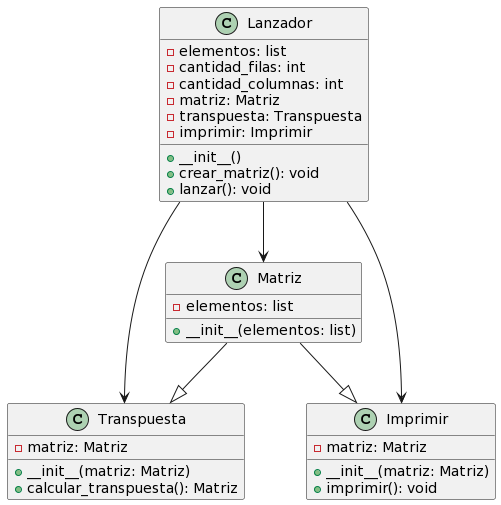 C Lanzador
elementos: list
cantidad_filas: int
cantidad_columnas: int
matriz: Matriz
transpuesta: Transpuesta
imprimir: Imprimir
__init__()
crear_matriz(): void
lanzar(): void
C Matriz
elementos: list
__init__(elementos: list)
C Transpuesta
matriz: Matriz
__init__(matriz: Matriz)
calcular_transpuesta(): Matriz
C Imprimir
matriz: Matriz
__init__(matriz: Matriz)
imprimir(): void